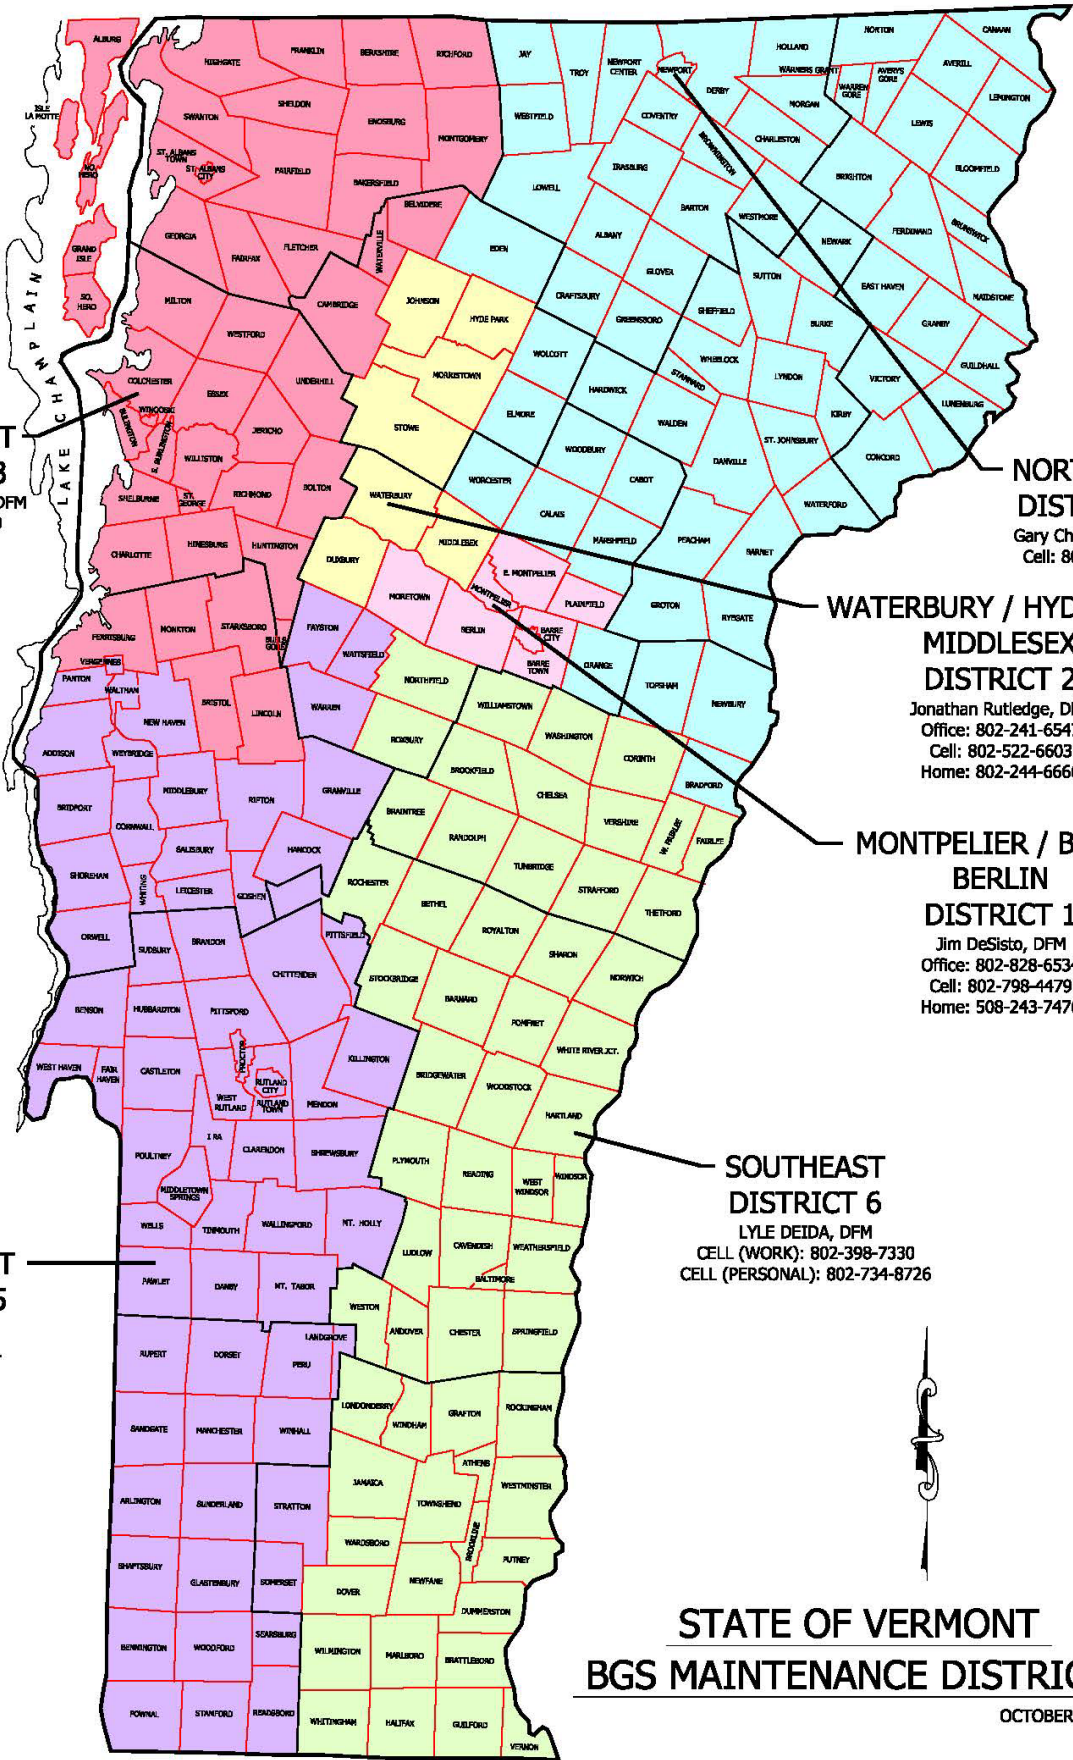 ALBURG
HIGHGATE
FRANKLIN
BERKSHIRE
RICHFORD
JAY
TROY
NEWPORT
CENTER
NEWPORT
DERBY
HOLLAND
NORTON
CANAAN
WARNERS GRANT
WARREN
GORE
AVERYS
GORE
AVERILL
LEMINGTON
MORGAN
LEWIS
BLOOMFIELD
ISLE
LA MOTTE
SWANTON
SHELDON
ENOSBURG
MONTGOMERY
WESTFIELD
COVENTRY
BROWNINGTON
CHARLESTON
BRIGHTON
ST. ALBANS
TOWN
ST. ALBANS
CITY
NO.
HERO
FAIRFIELD
BAKERSFIELD
BELVIDERE
WATERVILLE
LOWELL
IRASBURG
BARTON
WESTMORE
NEWARK
FERDINAND
BRUNSWICK
GRAND
ISLE
SO.
HERO
GEORGIA
FAIRFAX
FLETCHER
CAMBRIDGE
EDEN
ALBANY
GLOVER
SUTTON
EAST HAVEN
MAIDSTONE
MILTON
WESTFORD
JOHNSON
HYDE PARK
CRAFTSBURY
GREENSBORO
SHEFFIELD
BURKE
GRANBY
GUILDHALL
LAKE CHAMPLAIN
COLCHESTER
ESSEX
UNDERHILL
MORRISTOWN
WOLCOTT
HARDWICK
STANNARD
WHEELOCK
LYNDON
VICTORY
LUNENBURG
BULINGTON
WINOOSKI
S. BURLINGTON
WILLISTON
JERICHO
STOWE
ELMORE
WOODBURY
WALDEN
DANVILLE
ST. JOHNSBURY
KIRBY
CONCORD
SHELBURNE
ST.
GEORGE
RICHMOND
BOLTON
WATERBURY
WORCESTER
CALAIS
CABOT
WATERFORD
CHARLOTTE
HINESBURG
HUNTINGTON
DUXBURY
MIDDLESEX
MARSHFIELD
PEACHAM
BARNET
MORETOWN
MONTPELIER
E. MONTPELIER
PLAINFIELD
GROTON
RYEGATE
FERRISBURG
MONKTON
STARKSBORO
BUELS
GORE
FAYSTON
WAITSFIELD
BERLIN
BARRE
CITY
BARRE
TOWN
ORANGE
TOPSHAM
NEWBURY
VERGENNES
PANTON
WALTHAM
NEW HAVEN
BRISTOL
LINCOLN
WARREN
NORTHFIELD
WILLIAMSTOWN
WASHINGTON
CORINTH
BRADFORD
ADDISON
WEYBRIDGE
MIDDLEBURY
RIPTON
GRANVILLE
ROXBURY
BROOKFIELD
CHELSEA
VERSHIRE
W. FAIRLEE
FAIRLEE
BRIDPORT
CORNWALL
SALISBURY
HANCOCK
BRAINTREE
RANDOLPH
TUNBRIDGE
STRAFFORD
THETFORD
SHOREHAM
WHITING
LEICESTER
GOSHEN
ROCHESTER
BETHEL
ROYALTON
SHARON
NORWICH
ORWELL
SUDBURY
BRANDON
CHITTENDEN
PITTSFIELD
STOCKBRIDGE
BARNARD
POMFRET
WHITE RIVER JCT.
BENSON
HUBBARDTON
PITTSFORD
KILLINGTON
BRIDGEWATER
WOODSTOCK
HARTLAND
WEST HAVEN
FAIR
HAVEN
CASTLETON
PROCTOR
RUTLAND
CITY
WEST
RUTLAND
RUTLAND
TOWN
MENDON
POULTNEY
IRA
CLARENDON
SHREWSBURY
PLYMOUTH
READING
WEST
WINDSOR
WINDSOR
MIDDLETOWN
SPRINGS
WELLS
TINMOUTH
WALLINGFORD
MT. HOLLY
LUDLOW
CAVENDISH
WEATHERSFIELD
BALTIMORE
PAWLET
DANBY
MT. TABOR
WESTON
ANDOVER
CHESTER
SPRINGFIELD
RUPERT
DORSET
PERU
LANDGROVE
LONDONDERRY
WINDHAM
GRAFTON
ROCKINGHAM
SANDGATE
MANCHESTER
WINHALL
JAMAICA
ATHENS
TOWNSHEND
WESTMINSTER
ARLINGTON
SUNDERLAND
STRATTON
WARDSBORO
BROOKLINE
PUTNEY
SHAFTSBURY
GLASTENBURY
SOMERSET
DOVER
NEWFANE
DUMMERSTON
BENNINGTON
WOODFORD
SEARSBURG
WILMINGTON
MARLBORO
BRATTLEBORO
POWNAL
STAMFORD
READSBORO
WHITINGHAM
HALIFAX
GUILFORD
VERNON
T
3
DFM
T
5
NORT
DIST
Gary Ch
Cell: 80
WATERBURY / HYD
MIDDLESEX
DISTRICT 2
Jonathan Rutledge, D
Office: 802-241-654
Cell: 802-522-6603
Home: 802-244-666
MONTPELIER / B
BERLIN
DISTRICT 1
Jim DeSisto, DFM
Office: 802-828-653
Cell: 802-798-4479
Home: 508-243-747
SOUTHEAST
DISTRICT 6
LYLE DEIDA, DFM
CELL (WORK): 802-398-7330
CELL (PERSONAL): 802-734-8726
STATE OF VERMONT
BGS MAINTENANCE DISTRIC
OCTOBER